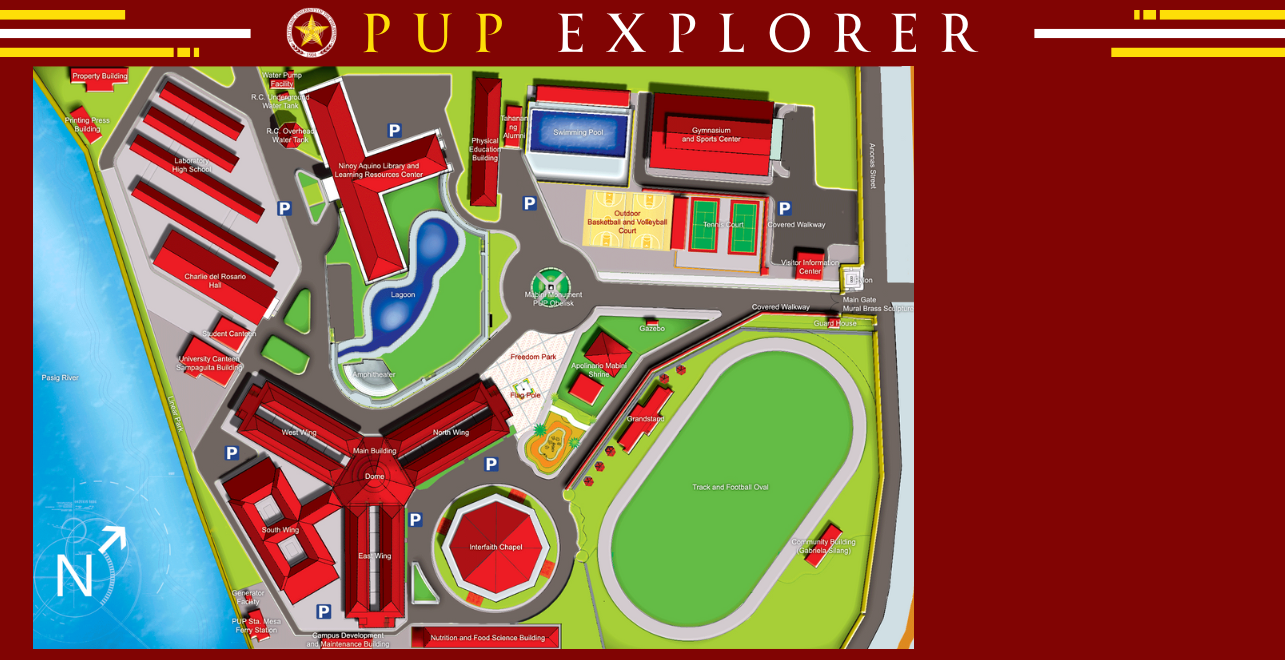 PUP EXPLORER
Property Building
Water Pump
Facility
R.C. Underground
Water Tank
R.C. Overhead
Water Tank
Printing Press
Building
Laboratory
High School
P
Ninoy Aquino Library and
Learning Resources Center
Physical
Education
Building
Tahanan
ng
Alumni
Swimming Pool
Gymnasium
and Sports Center
Anonas Street
P
P
P
Outdoor
Basketball and Volleyball
Court
Tennis Court
Covered Walkway
Visitor Information
Center
Charlie del Rosario
Hall
Lagoon
Mabini Monument
PUP Obelisk
Main Gate
Mural Brass Sculpture
Covered Walkway
Guard House
Gazebo
Student Canteen
University Canteen
Sampaguita Building
Freedom Park
Apolinario Mabini
Shrine
Amphitheater
Pasig River
Linear Park
Flag Pole
Grandstand
West Wing
North Wing
Main Building
P
P
Dome
Track and Football Oval
P
South Wing
East Wing
Interfaith Chapel
Community Building
(Gabriela Silang)
N
Generator
Facility
P
PUP Sta. Mesa
Ferry Station
Campus Development
and Maintenance Building
Nutrition and Food Science Building